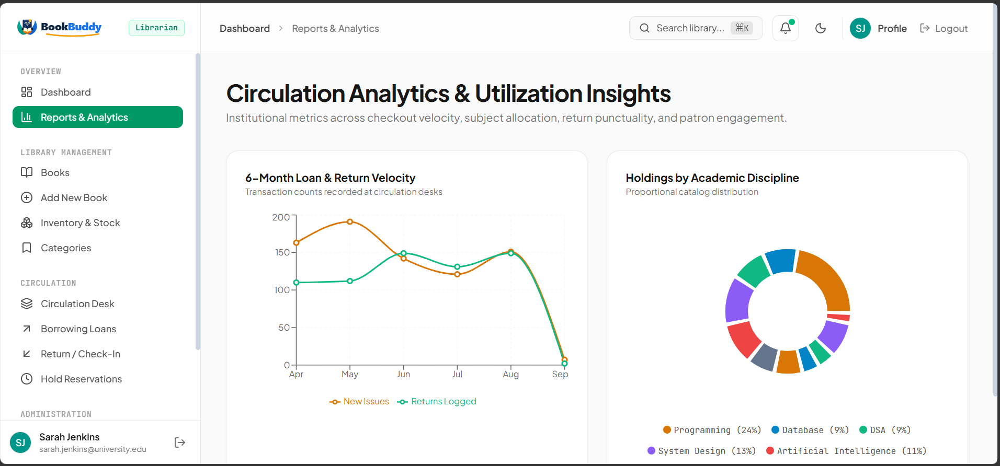 BookBuddy
Librarian
Dashboard > Reports & Analytics
Search library... ⌘K
SJ Profile Logout
OVERVIEW
Dashboard
Reports & Analytics
LIBRARY MANAGEMENT
Books
Add New Book
Inventory & Stock
Categories
CIRCULATION
Circulation Desk
Borrowing Loans
Return / Check-In
Hold Reservations
ADMINISTRATION
SJ
Sarah Jenkins
sarah.jenkins@university.edu
Circulation Analytics & Utilization Insights
Institutional metrics across checkout velocity, subject allocation, return punctuality, and patron engagement.
6-Month Loan & Return Velocity
Transaction counts recorded at circulation desks
200
150
100
50
0
Apr May Jun Jul Aug Sep
New Issues Returns Logged
Holdings by Academic Discipline
Proportional catalog distribution
Programming (24%) Database (9%) DSA (9%)
System Design (13%) Artificial Intelligence (11%)